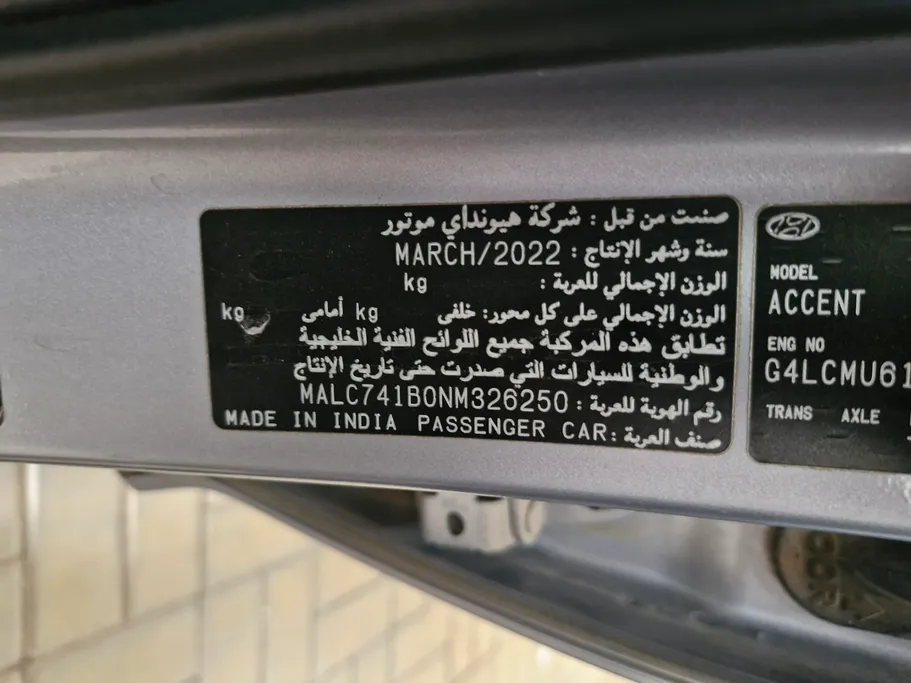 صنعت من قبل : شركة هيونداي موتور
سنة وشهر الإنتاج : MARCH/2022
الوزن الإجمالي للعربة : kg
الوزن الإجمالي على كل محور: خلفى kg أمامى kg
تطابق هذه المركبة جميع اللوائح الفنية الخليجية
والوطنية للسيارات التي صدرت حتى تاريخ الإنتاج
رقم الهوية للعربة : MALC741B0NM326250
صنف العربة : MADE IN INDIA PASSENGER CAR
MODEL
ACCENT
ENG NO
G4LCMU61
TRANS AXLE